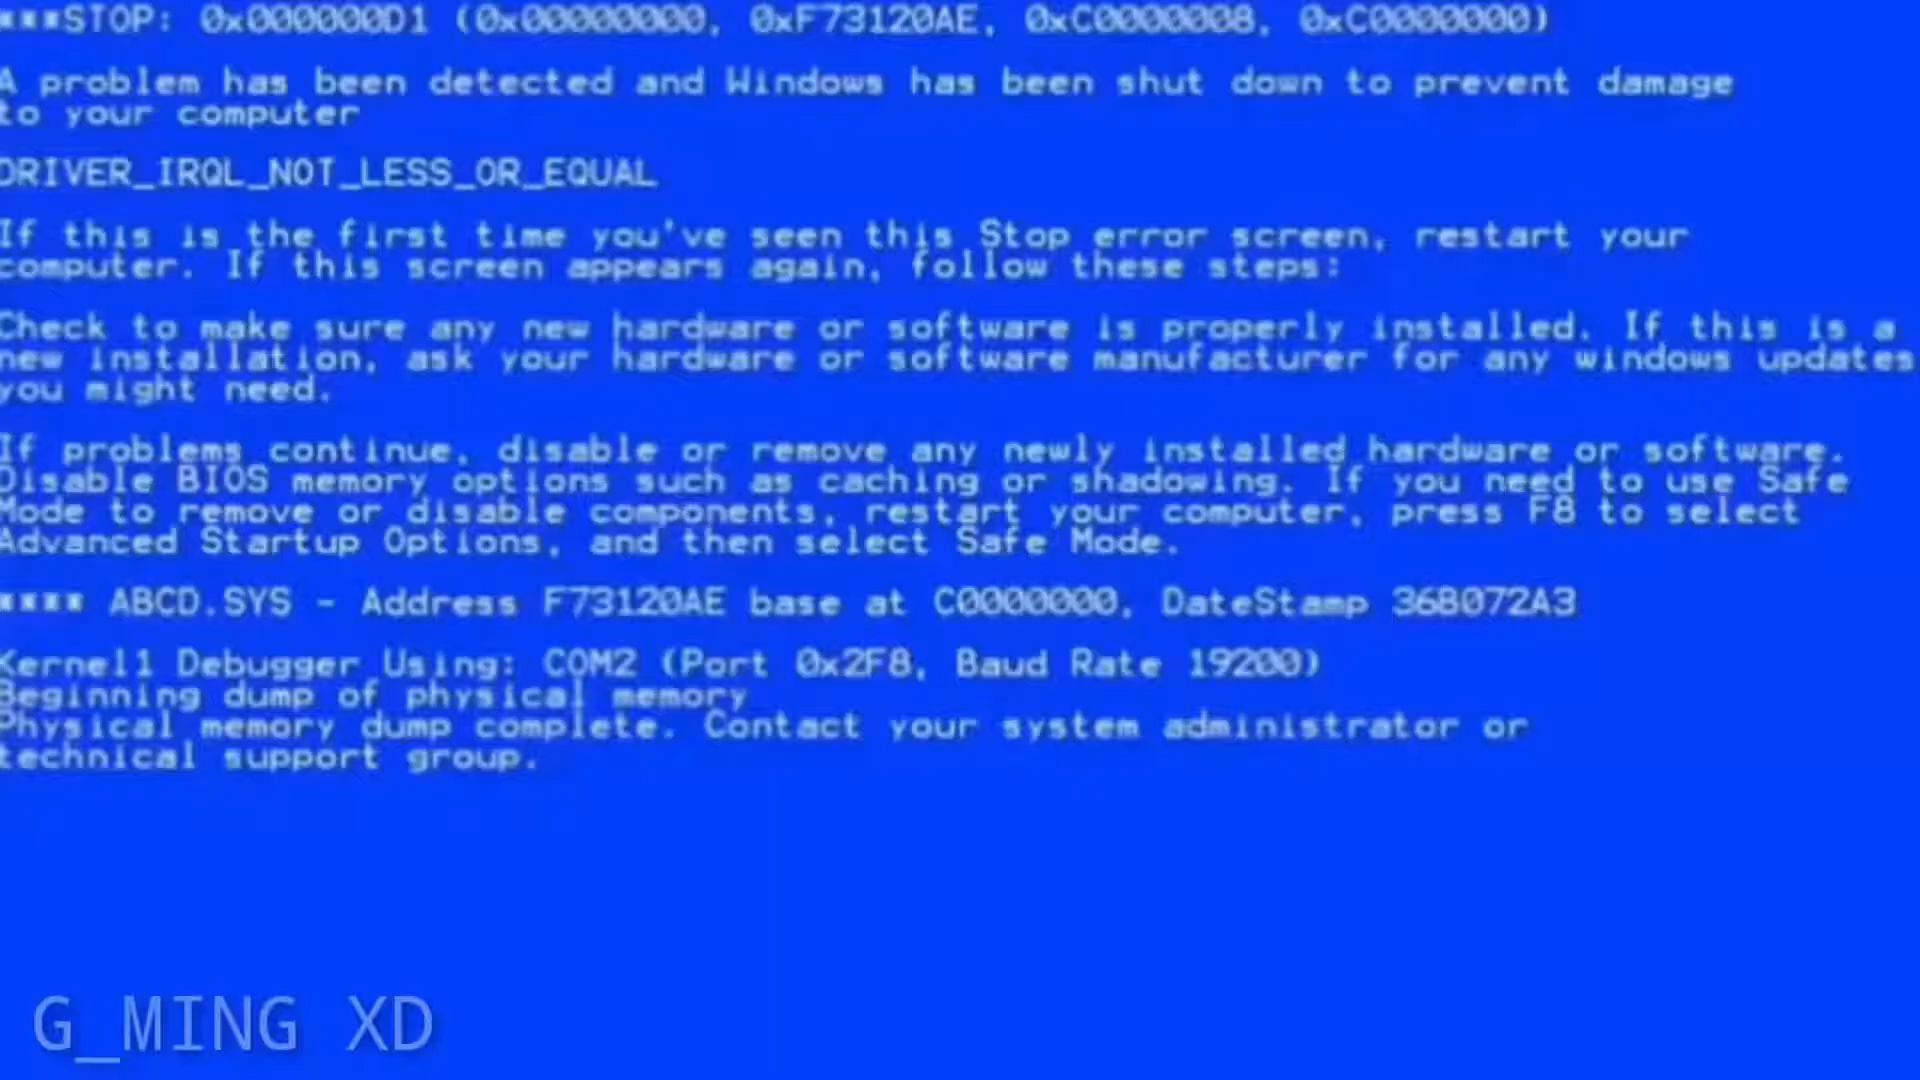 ***STOP: 0x000000D1 (0x00000000, 0xF73120AE, 0xC0000008, 0xC0000000)
A problem has been detected and Windows has been shut down to prevent damage
to your computer
DRIVER_IRQL_NOT_LESS_OR_EQUAL
If this is the first time you've seen this Stop error screen, restart your
computer. If this screen appears again, follow these steps:
Check to make sure any new hardware or software is properly installed. If this is a
new installation, ask your hardware or software manufacturer for any windows updates
you might need.
If problems continue, disable or remove any newly installed hardware or software.
Disable BIOS memory options such as caching or shadowing. If you need to use Safe
Mode to remove or disable components, restart your computer, press F8 to select
Advanced Startup Options, and then select Safe Mode.
**** ABCD.SYS - Address F73120AE base at C0000000, DateStamp 368072A3
Kernel1 Debugger Using: COM2 (Port 0x2F8, Baud Rate 19200)
Beginning dump of physical memory
Physical memory dump complete. Contact your system administrator or
technical support group.
G_MING XD